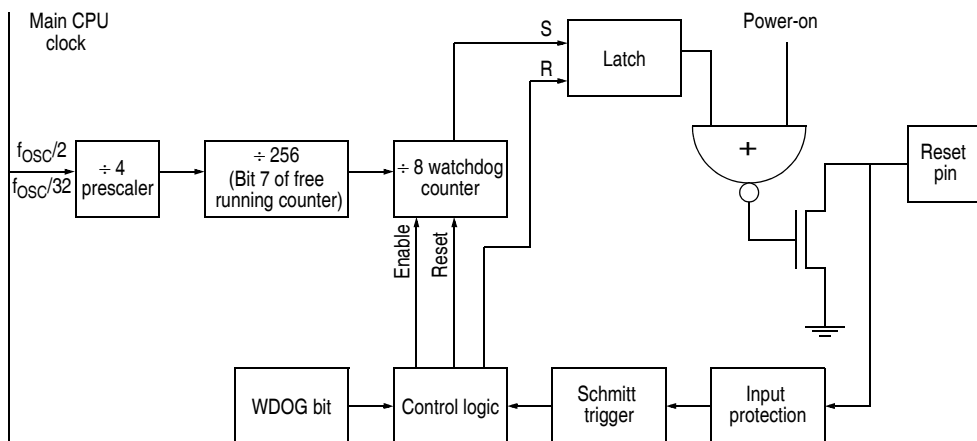 Main CPU
clock
S
R
Latch
Power-on
+
Reset
pin
fOSC/2
fOSC/32
÷ 4
prescaler
÷ 256
(Bit 7 of free
running counter)
÷ 8 watchdog
counter
Enable
Reset
WDOG bit
Control logic
Schmitt
trigger
Input
protection